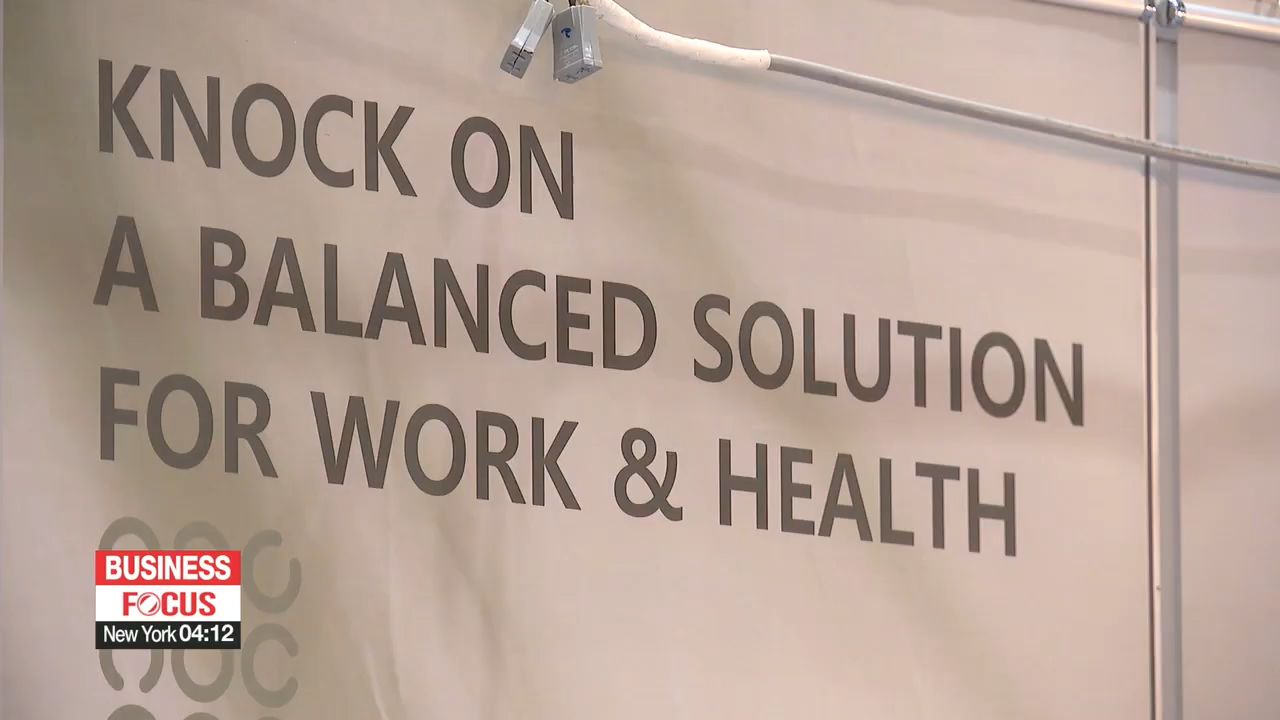 KNOCK ON
A BALANCED SOLUTION
FOR WORK & HEALTH
BUSINESS
FOCUS
New York 04:12